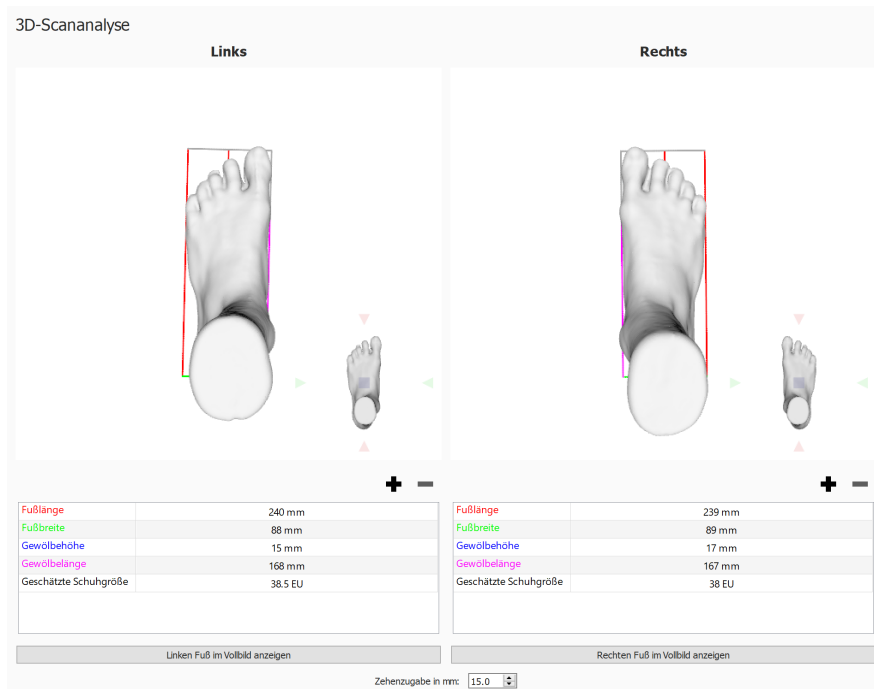 3D-Scananalyse
Links
Rechts
Fußlänge 240 mm
Fußbreite 88 mm
Gewölbehöhe 15 mm
Gewölbelänge 168 mm
Geschätzte Schuhgröße 38.5 EU
Fußlänge 239 mm
Fußbreite 89 mm
Gewölbehöhe 17 mm
Gewölbelänge 167 mm
Geschätzte Schuhgröße 38 EU
Linken Fuß im Vollbild anzeigen
Rechten Fuß im Vollbild anzeigen
Zehenzugabe in mm: 15.0